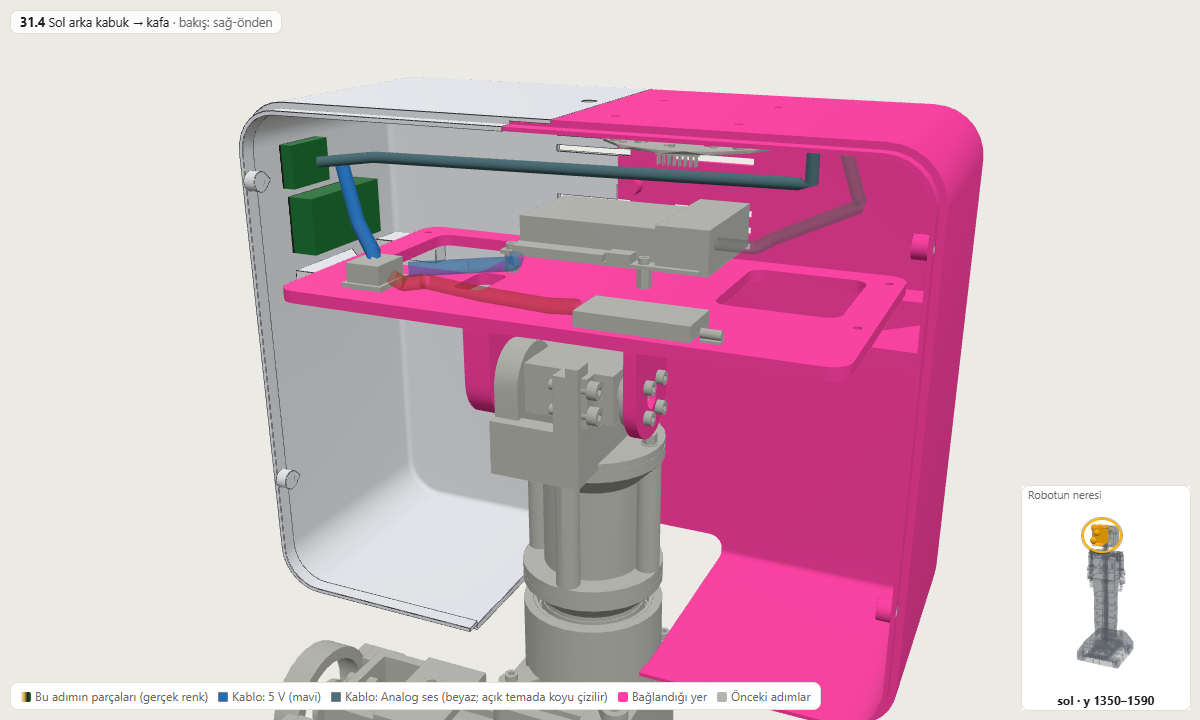 31.4 Sol arka kabuk → kafa · bakış: sağ-önden
Robotun neresi
sol · y 1350–1590
Bu adımın parçaları (gerçek renk) Kablo: 5 V (mavi) Kablo: Analog ses (beyaz; açık temada koyu çizilir) Bağlandığı yer Önceki adımlar